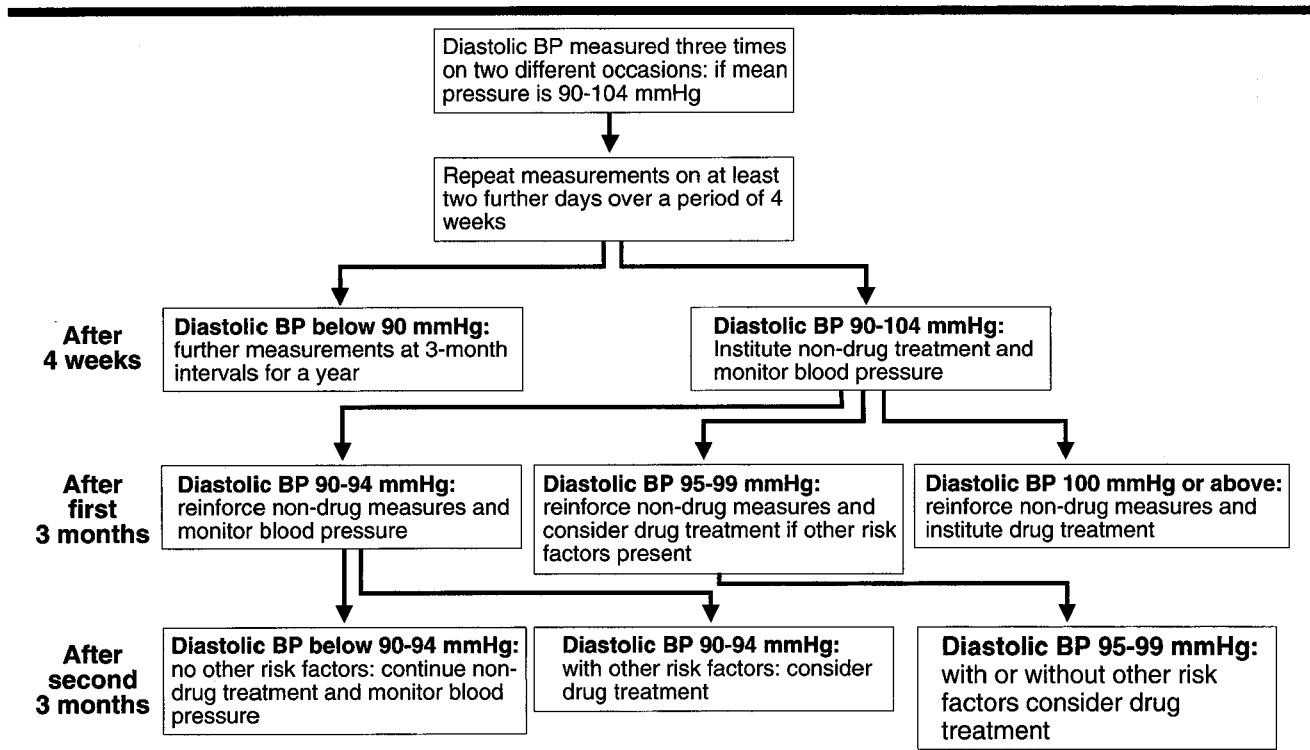 Diastolic BP measured three times
on two different occasions: if mean
pressure is 90-104 mmHg
Repeat measurements on at least
two further days over a period of 4
weeks
After
4 weeks
Diastolic BP below 90 mmHg:
further measurements at 3-month
intervals for a year
Diastolic BP 90-104 mmHg:
Institute non-drug treatment and
monitor blood pressure
After
first
3 months
Diastolic BP 90-94 mmHg:
reinforce non-drug measures and
monitor blood pressure
Diastolic BP 95-99 mmHg:
reinforce non-drug measures and
consider drug treatment if other risk
factors present
Diastolic BP 100 mmHg or above:
reinforce non-drug measures and
institute drug treatment
After
second
3 months
Diastolic BP below 90-94 mmHg:
no other risk factors: continue non-
drug treatment and monitor blood
pressure
Diastolic BP 90-94 mmHg:
with other risk factors: consider
drug treatment
Diastolic BP 95-99 mmHg:
with or without other risk
factors consider drug
treatment